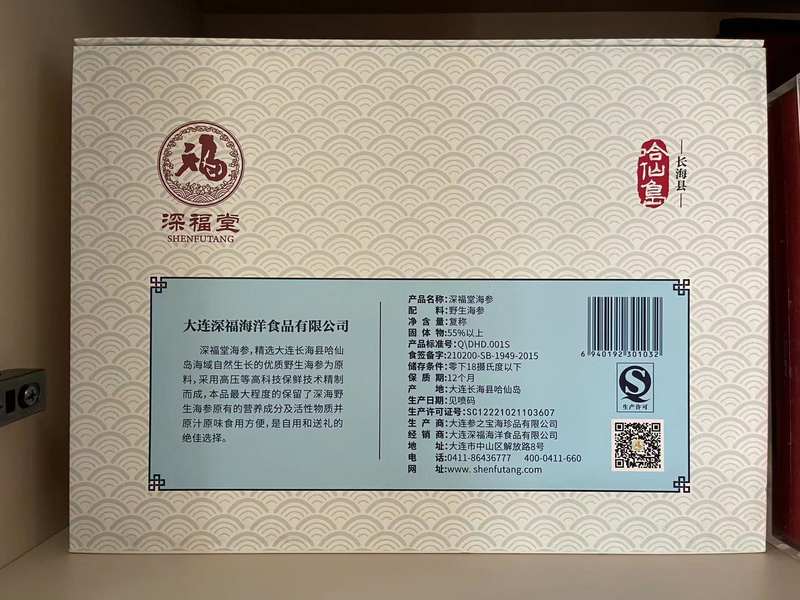 福
深福堂
SHENFUTANG
哈仙岛
长海县
大连深福海洋食品有限公司
深福堂海参，精选大连长海县哈仙
岛海域自然生长的优质野生海参为原
料，采用高压等高科技保鲜技术精制
而成，本品最大程度的保留了深海野
生海参原有的营养成分及活性物质并
原汁原味食用方便，是自用和送礼的
绝佳选择。
产品名称：深福堂海参
配 料：野生海参
净 含 量：复称
固 体 物：55%以上
产品标准号：Q\DHD.001S
食签备字：210200-SB-1949-2015
储存条件：零下18摄氏度以下
保 质 期：12个月
产 地：大连长海县哈仙岛
生产日期：见喷码
生产许可证号：SC12221021103607
生 产 商：大连参之宝海珍品有限公司
经 销 商：大连深福海洋食品有限公司
地 址：大连市中山区解放路8号
电 话：0411-86436777 400-0411-660
网 址：www.shenfutang.com
6 940192 301032
生产许可